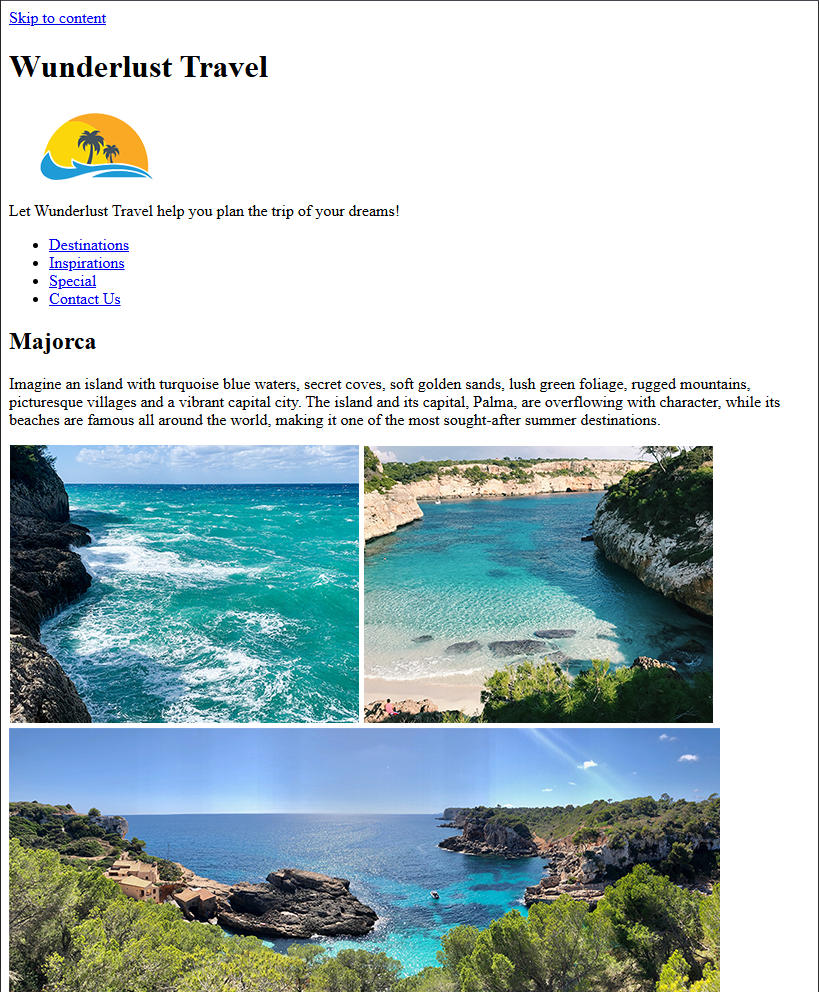 Skip to content
Wunderlust Travel
Let Wunderlust Travel help you plan the trip of your dreams!
Destinations
Inspirations
Special
Contact Us
Majorca
Imagine an island with turquoise blue waters, secret coves, soft golden sands, lush green foliage, rugged mountains,
picturesque villages and a vibrant capital city. The island and its capital, Palma, are overflowing with character, while its
beaches are famous all around the world, making it one of the most sought-after summer destinations.